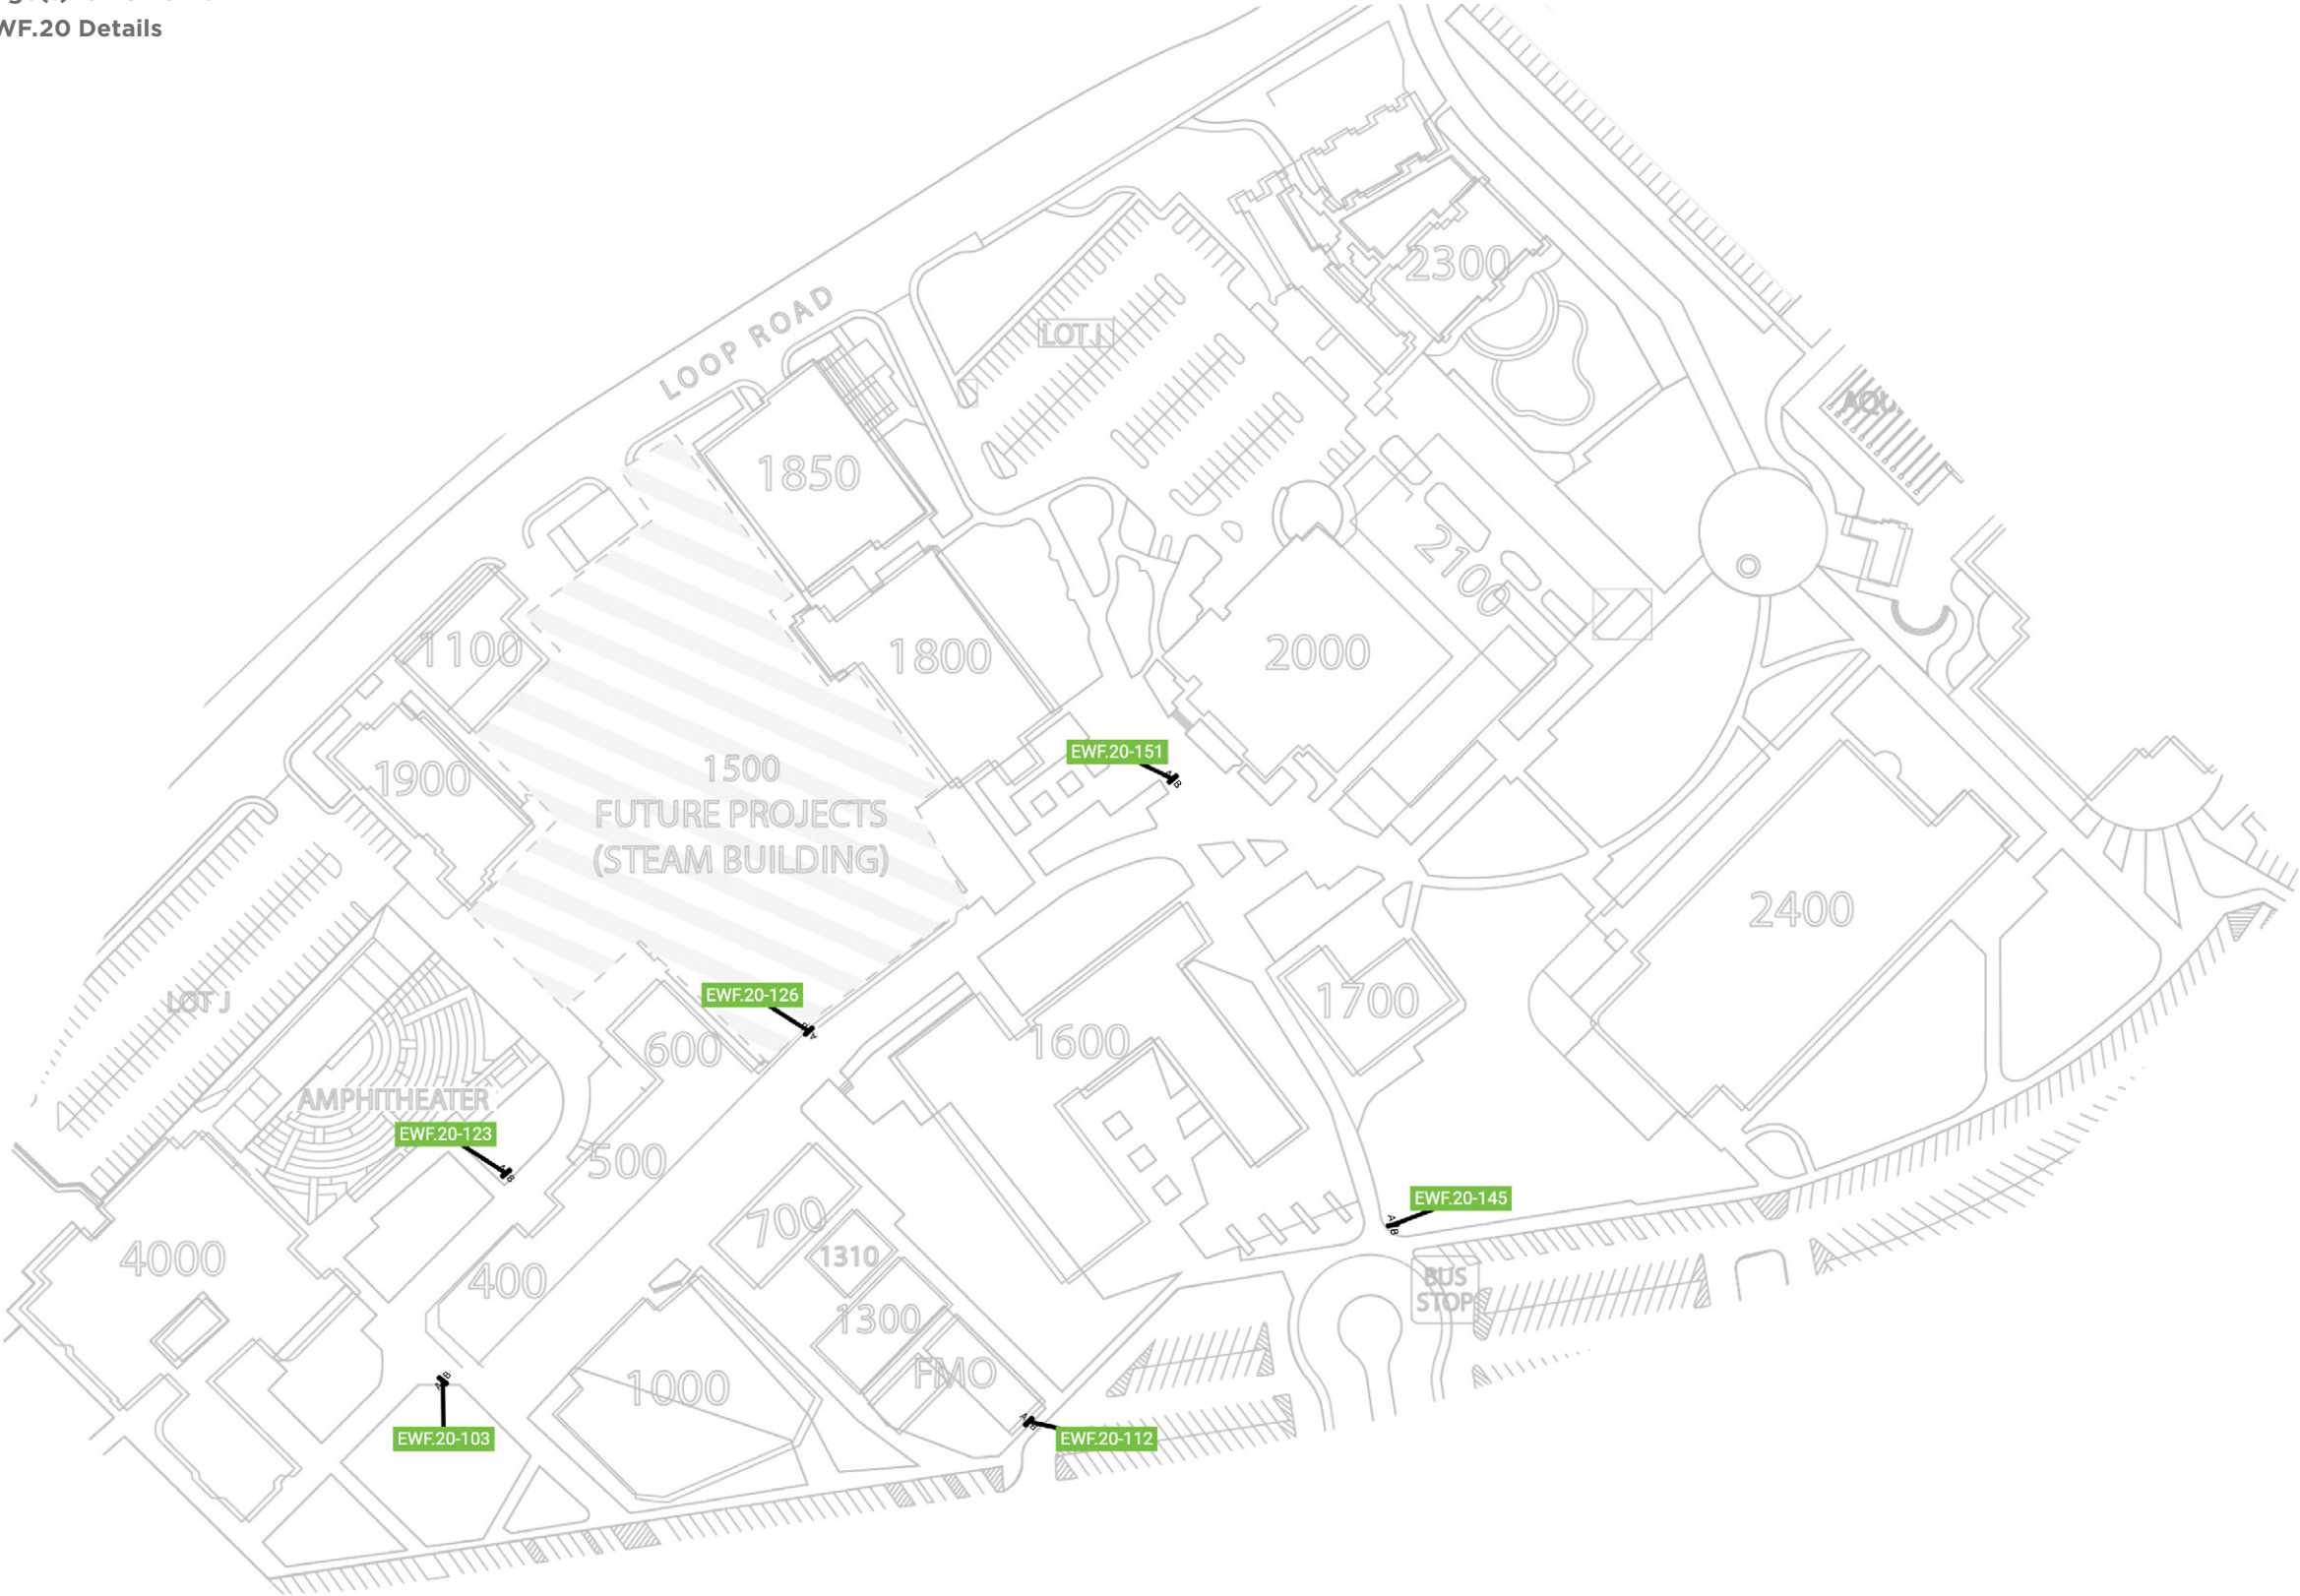 WF.20 Details
LOOP ROAD
2300
LOT I
1850
2100
1100
1800
2000
EWF.20-151
1900
1500
FUTURE PROJECTS
(STEAM BUILDING)
2400
EWF.20-126
LOT J
1700
600
1600
AMPHITHEATER
EWF.20-123
500
EWF.20-145
700
4000
1310
400
BUS
STOP
1300
FMO
1000
EWF.20-103
EWF.20-112